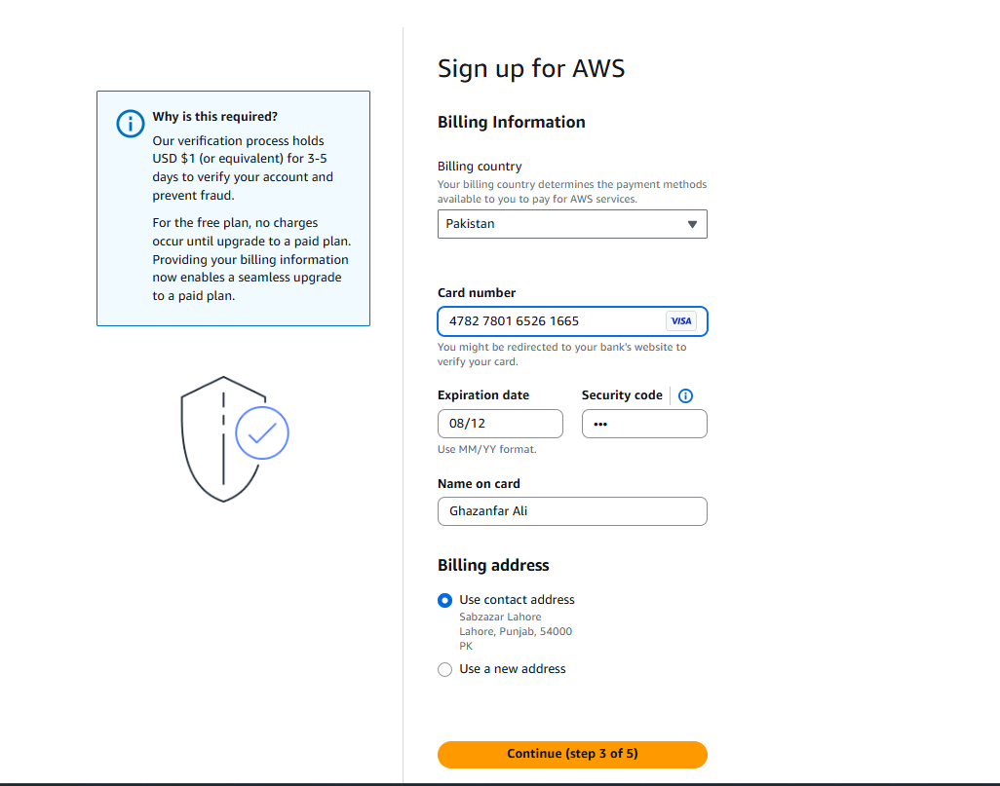 Sign up for AWS
Why is this required?
Our verification process holds
USD $1 (or equivalent) for 3-5
days to verify your account and
prevent fraud.
For the free plan, no charges
occur until upgrade to a paid plan.
Providing your billing information
now enables a seamless upgrade
to a paid plan.
Billing Information
Billing country
Your billing country determines the payment methods
available to you to pay for AWS services.
Pakistan
Card number
4782 7801 6526 1665 VISA
You might be redirected to your bank's website to
verify your card.
Expiration date Security code
08/12 •••
Use MM/YY format.
Name on card
Ghazanfar Ali
Billing address
Use contact address
Sabzazar Lahore
Lahore, Punjab, 54000
PK
Use a new address
Continue (step 3 of 5)